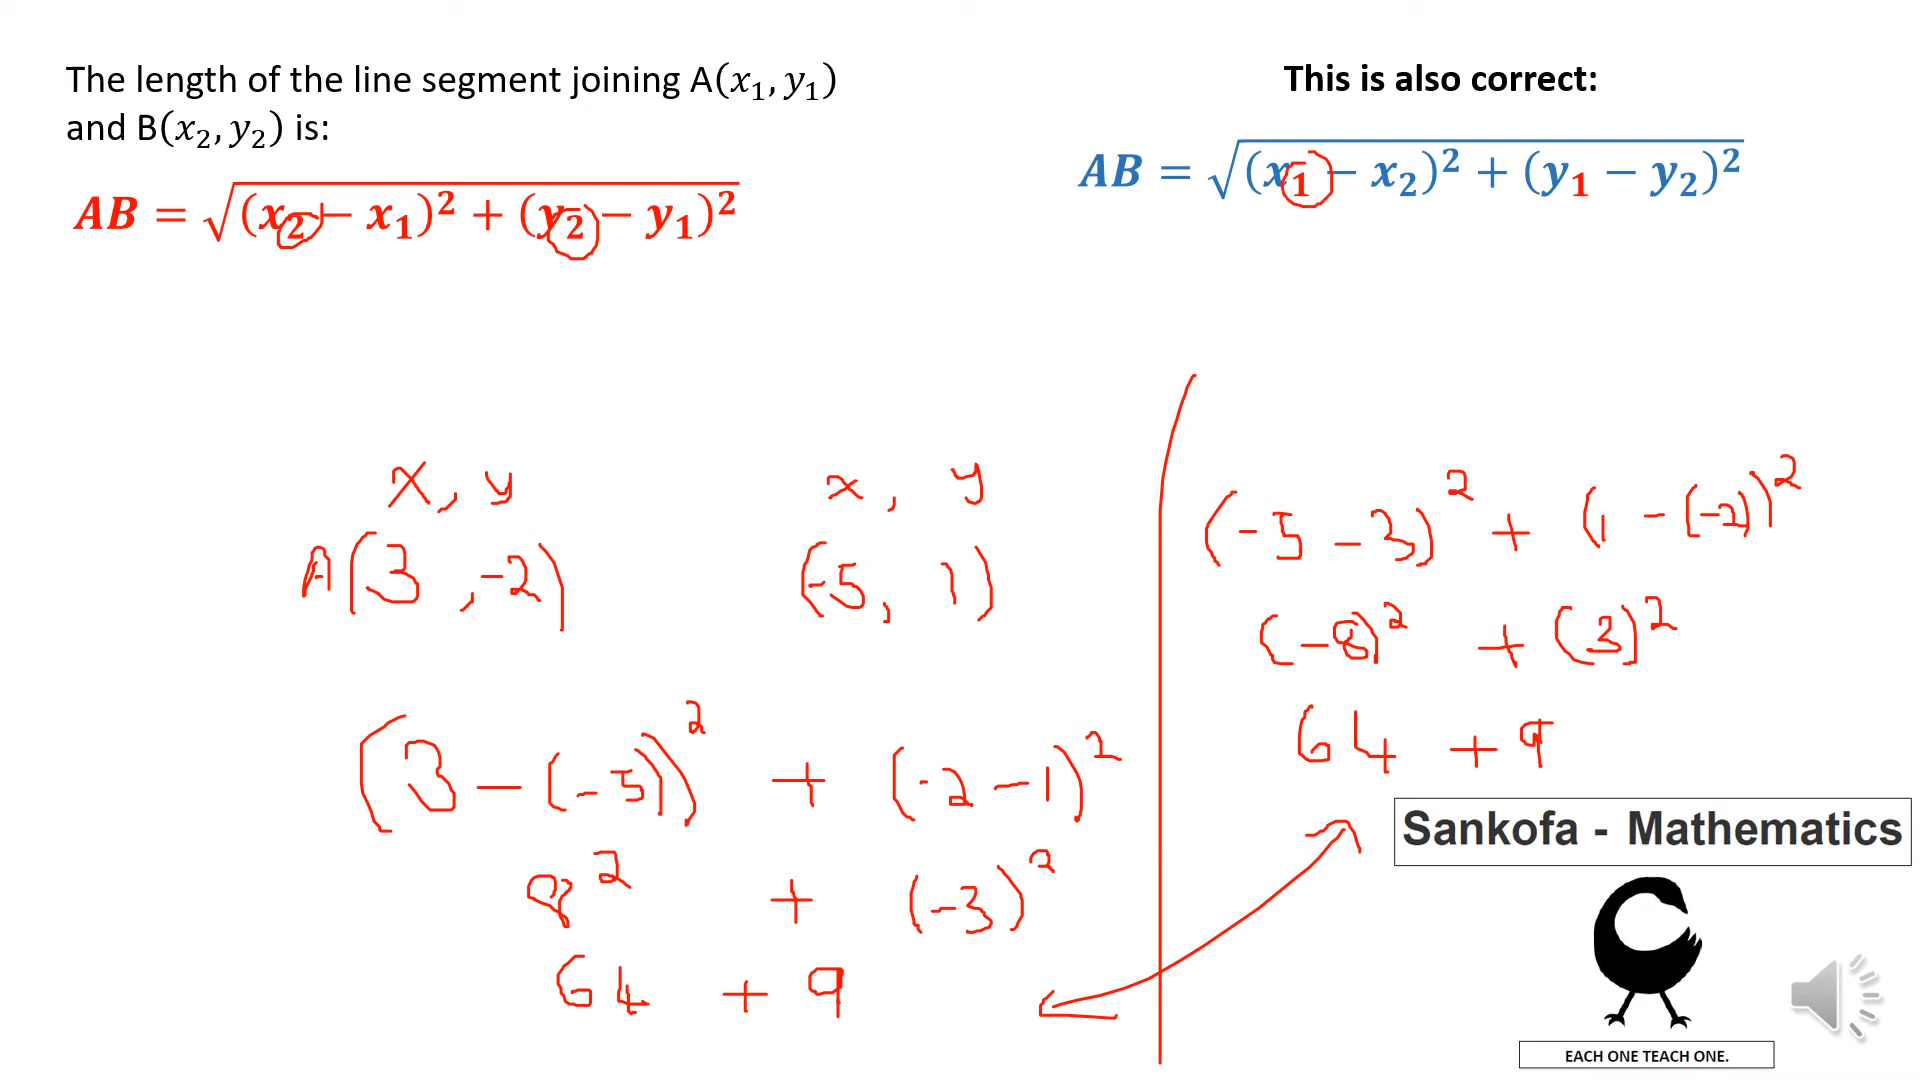 The length of the line segment joining A(x₁, y₁)
and B(x₂, y₂) is:
AB = √((x₂ − x₁)² + (y₂ − y₁)²)
This is also correct:
AB = √((x₁ − x₂)² + (y₁ − y₂)²)
x, y
x, y
A(3, -2)
(-5, 1)
(3 - (-5))² + (-2 - 1)²
8² + (-3)²
64 + 9
(-5 - 3)² + (1 - (-2))²
(-8)² + (3)²
64 + 9
Sankofa - Mathematics
EACH ONE TEACH ONE.